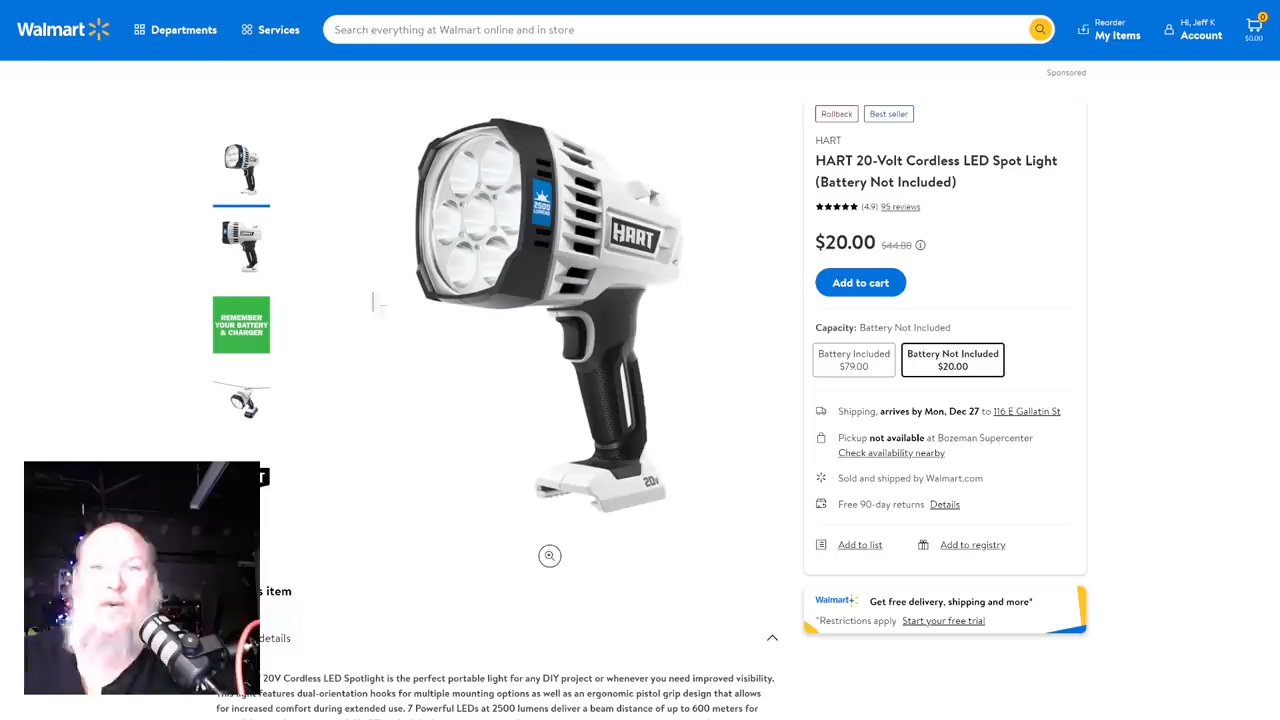 Walmart
Departments
Services
Search everything at Walmart online and in store
Reorder
My Items
Hi, Jeff K
Account
0
$0.00
Sponsored
Rollback
Best seller
HART
HART 20-Volt Cordless LED Spot Light
(Battery Not Included)
(4.9) 95 reviews
$20.00 $44.88
Add to cart
Capacity: Battery Not Included
Battery Included
$79.00
Battery Not Included
$20.00
Shipping, arrives by Mon, Dec 27 to 116 E Gallatin St
Pickup not available at Bozeman Supercenter
Check availability nearby
Sold and shipped by Walmart.com
Free 90-day returns Details
Add to list
Add to registry
Walmart+
Get free delivery, shipping and more*
*Restrictions apply Start your free trial
REMEMBER
YOUR BATTERY
& CHARGER
2500
LUMENS
HART
20V
item
details
20V Cordless LED Spotlight is the perfect portable light for any DIY project or whenever you need improved visibility.
This light features dual-orientation hooks for multiple mounting options as well as an ergonomic pistol grip design that allows
for increased comfort during extended use. 7 Powerful LEDs at 2500 lumens deliver a beam distance of up to 600 meters for